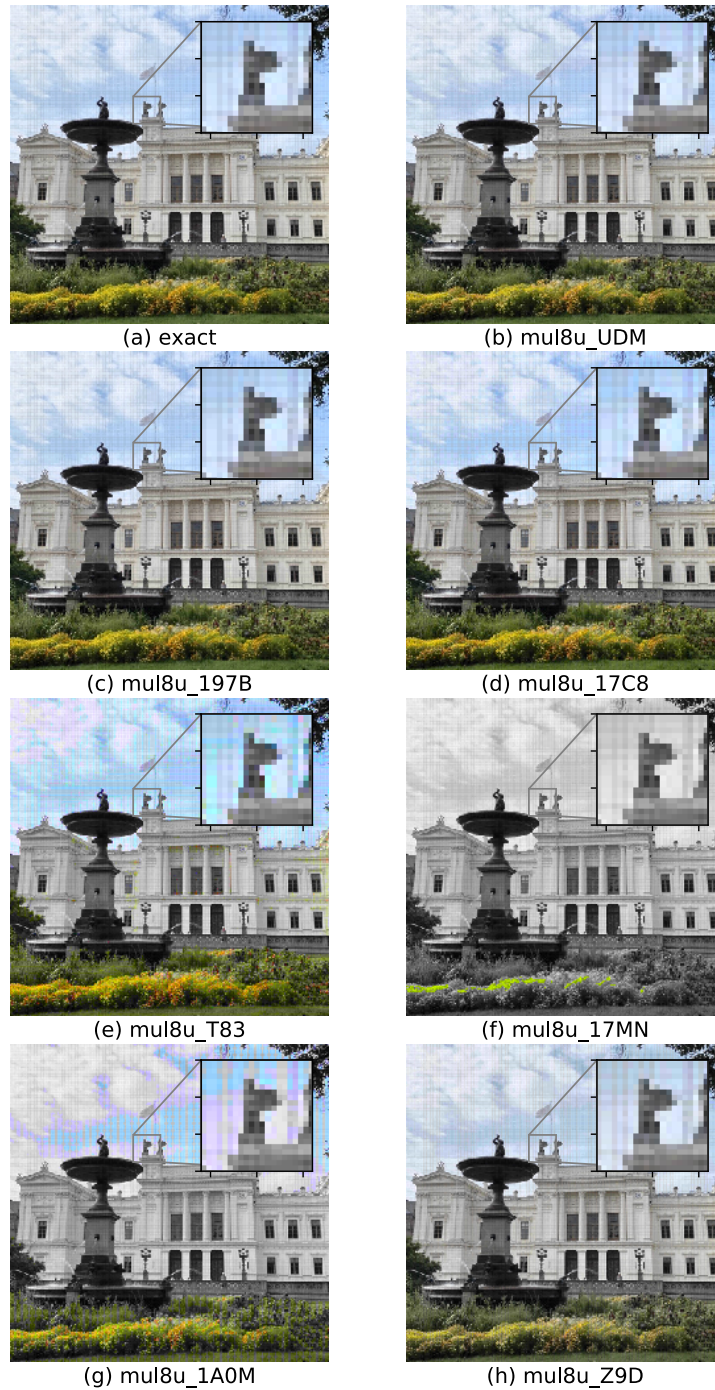 (a) exact
(b) mul8u_UDM
(c) mul8u_197B
(d) mul8u_17C8
(e) mul8u_T83
(f) mul8u_17MN
(g) mul8u_1A0M
(h) mul8u_Z9D